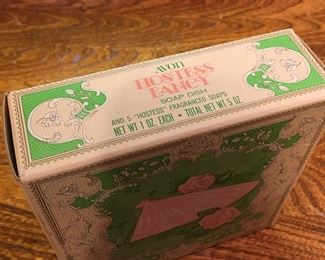 AVON
HOSTESS
FANCY
SOAP DISH
AND 5 "HOSTESS" FRAGRANCED SOAPS
NET WT 1 OZ. EACH • TOTAL NET WT 5 OZ.